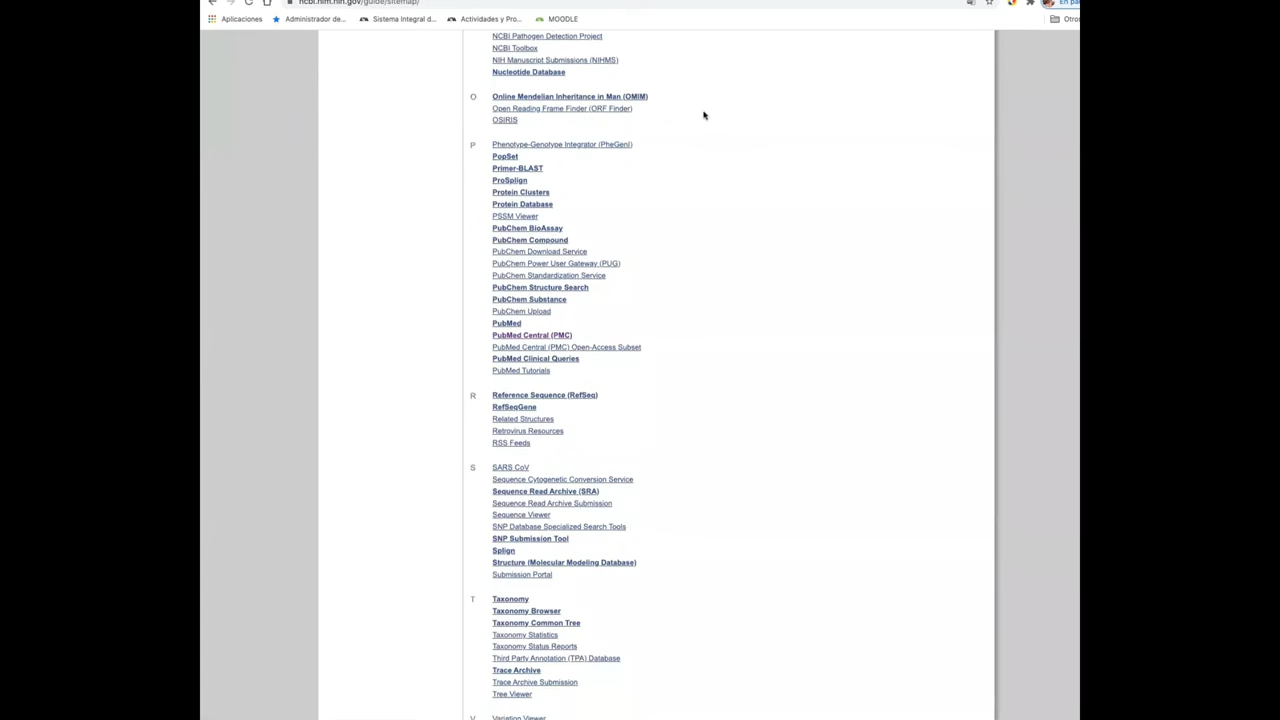 ncbi.nlm.nih.gov/guide/sitemap/
En pa
Aplicaciones Administrador de... Sistema Integral d... Actividades y Pro... MOODLE Otros
NCBI Pathogen Detection Project
NCBI Toolbox
NIH Manuscript Submissions (NIHMS)
Nucleotide Database
O Online Mendelian Inheritance in Man (OMIM)
Open Reading Frame Finder (ORF Finder)
OSIRIS
P Phenotype-Genotype Integrator (PheGenI)
PopSet
Primer-BLAST
ProSplign
Protein Clusters
Protein Database
PSSM Viewer
PubChem BioAssay
PubChem Compound
PubChem Download Service
PubChem Power User Gateway (PUG)
PubChem Standardization Service
PubChem Structure Search
PubChem Substance
PubChem Upload
PubMed
PubMed Central (PMC)
PubMed Central (PMC) Open-Access Subset
PubMed Clinical Queries
PubMed Tutorials
R Reference Sequence (RefSeq)
RefSeqGene
Related Structures
Retrovirus Resources
RSS Feeds
S SARS CoV
Sequence Cytogenetic Conversion Service
Sequence Read Archive (SRA)
Sequence Read Archive Submission
Sequence Viewer
SNP Database Specialized Search Tools
SNP Submission Tool
Splign
Structure (Molecular Modeling Database)
Submission Portal
T Taxonomy
Taxonomy Browser
Taxonomy Common Tree
Taxonomy Statistics
Taxonomy Status Reports
Third Party Annotation (TPA) Database
Trace Archive
Trace Archive Submission
Tree Viewer
V Variation Viewer